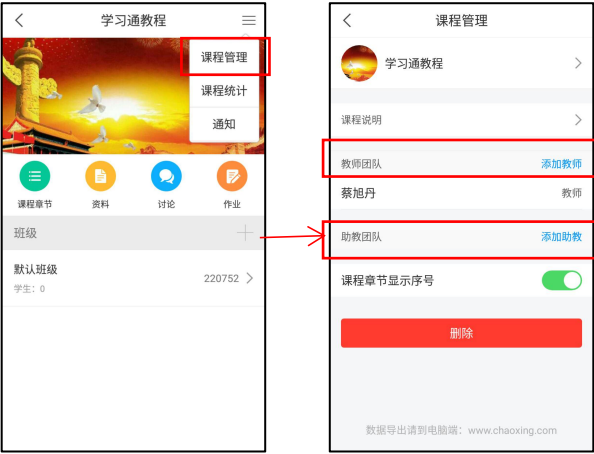 学习通教程
课程管理
课程统计
通知
课程章节
资料
讨论
作业
班级
默认班级
220752
学生：0
课程管理
学习通教程
课程说明
教师团队
添加教师
蔡旭丹
教师
助教团队
添加助教
课程章节显示序号
删除
数据导出请到电脑端：www.chaoxing.com